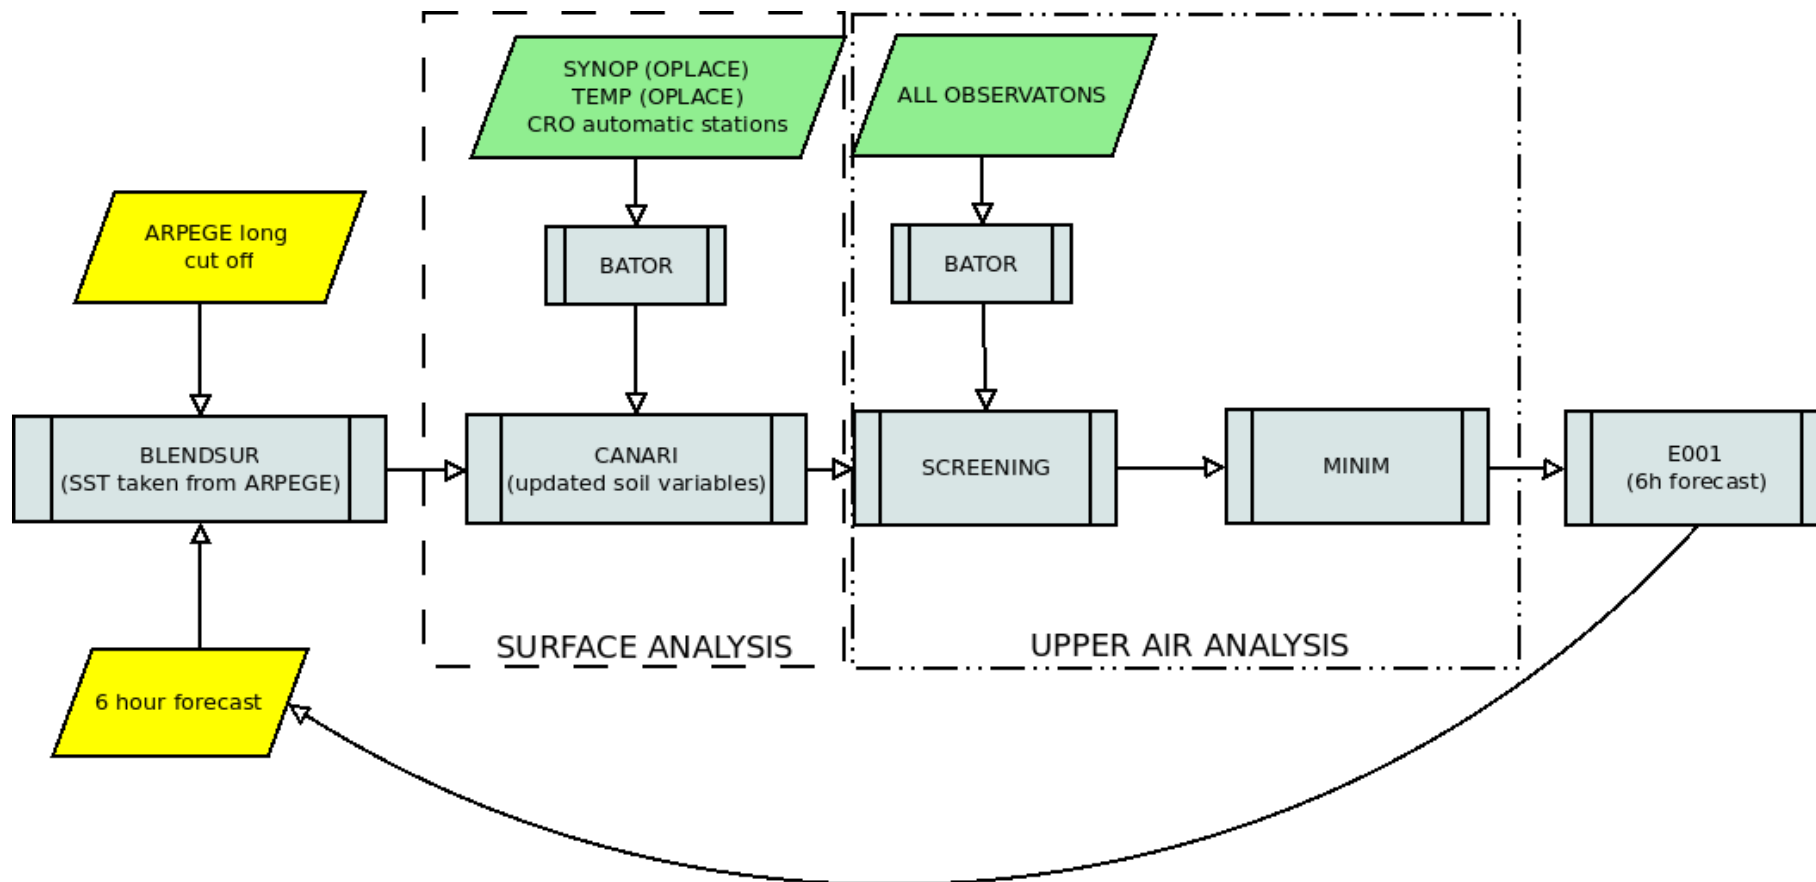 SYNOP (OPLACE)
TEMP (OPLACE)
CRO automatic stations
ALL OBSERVATONS
ARPEGE long
cut off
BATOR
BATOR
BLENDSUR
(SST taken from ARPEGE)
CANARI
(updated soil variables)
SCREENING
MINIM
E001
(6h forecast)
SURFACE ANALYSIS
UPPER AIR ANALYSIS
6 hour forecast